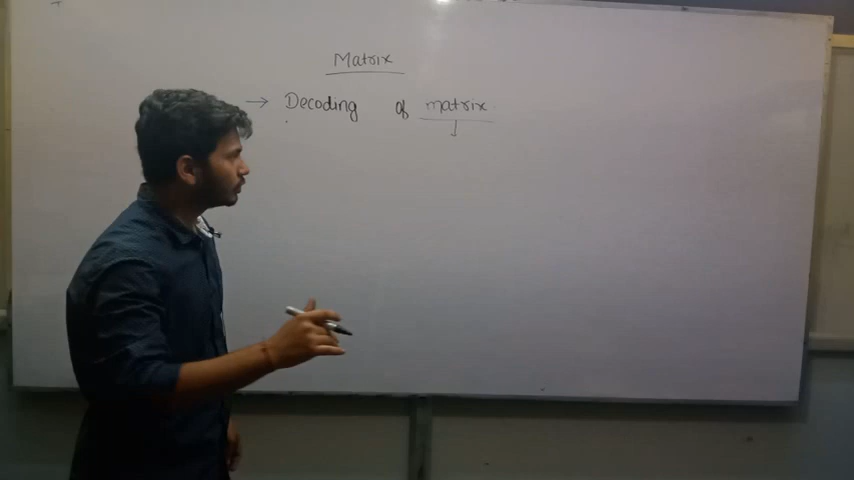 Matrix
→ Decoding of matrix